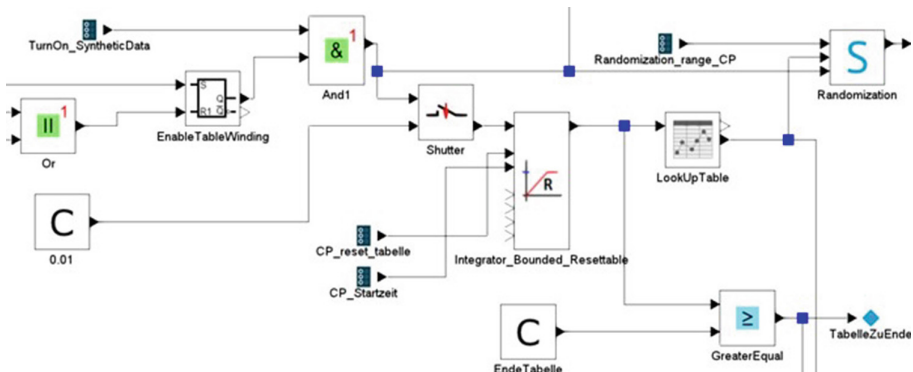 TurnOn_SyntheticData
&
1
And1
Randomization_range_CP
S
Randomization
S
R1
Q
Q
EnableTableWinding
||
1
Or
Shutter
LookUpTable
C
0.01
R
CP_reset_tabelle
Integrator_Bounded_Resettable
CP_Startzeit
C
EndeTabelle
≥
GreaterEqual
TabelleZuEnde